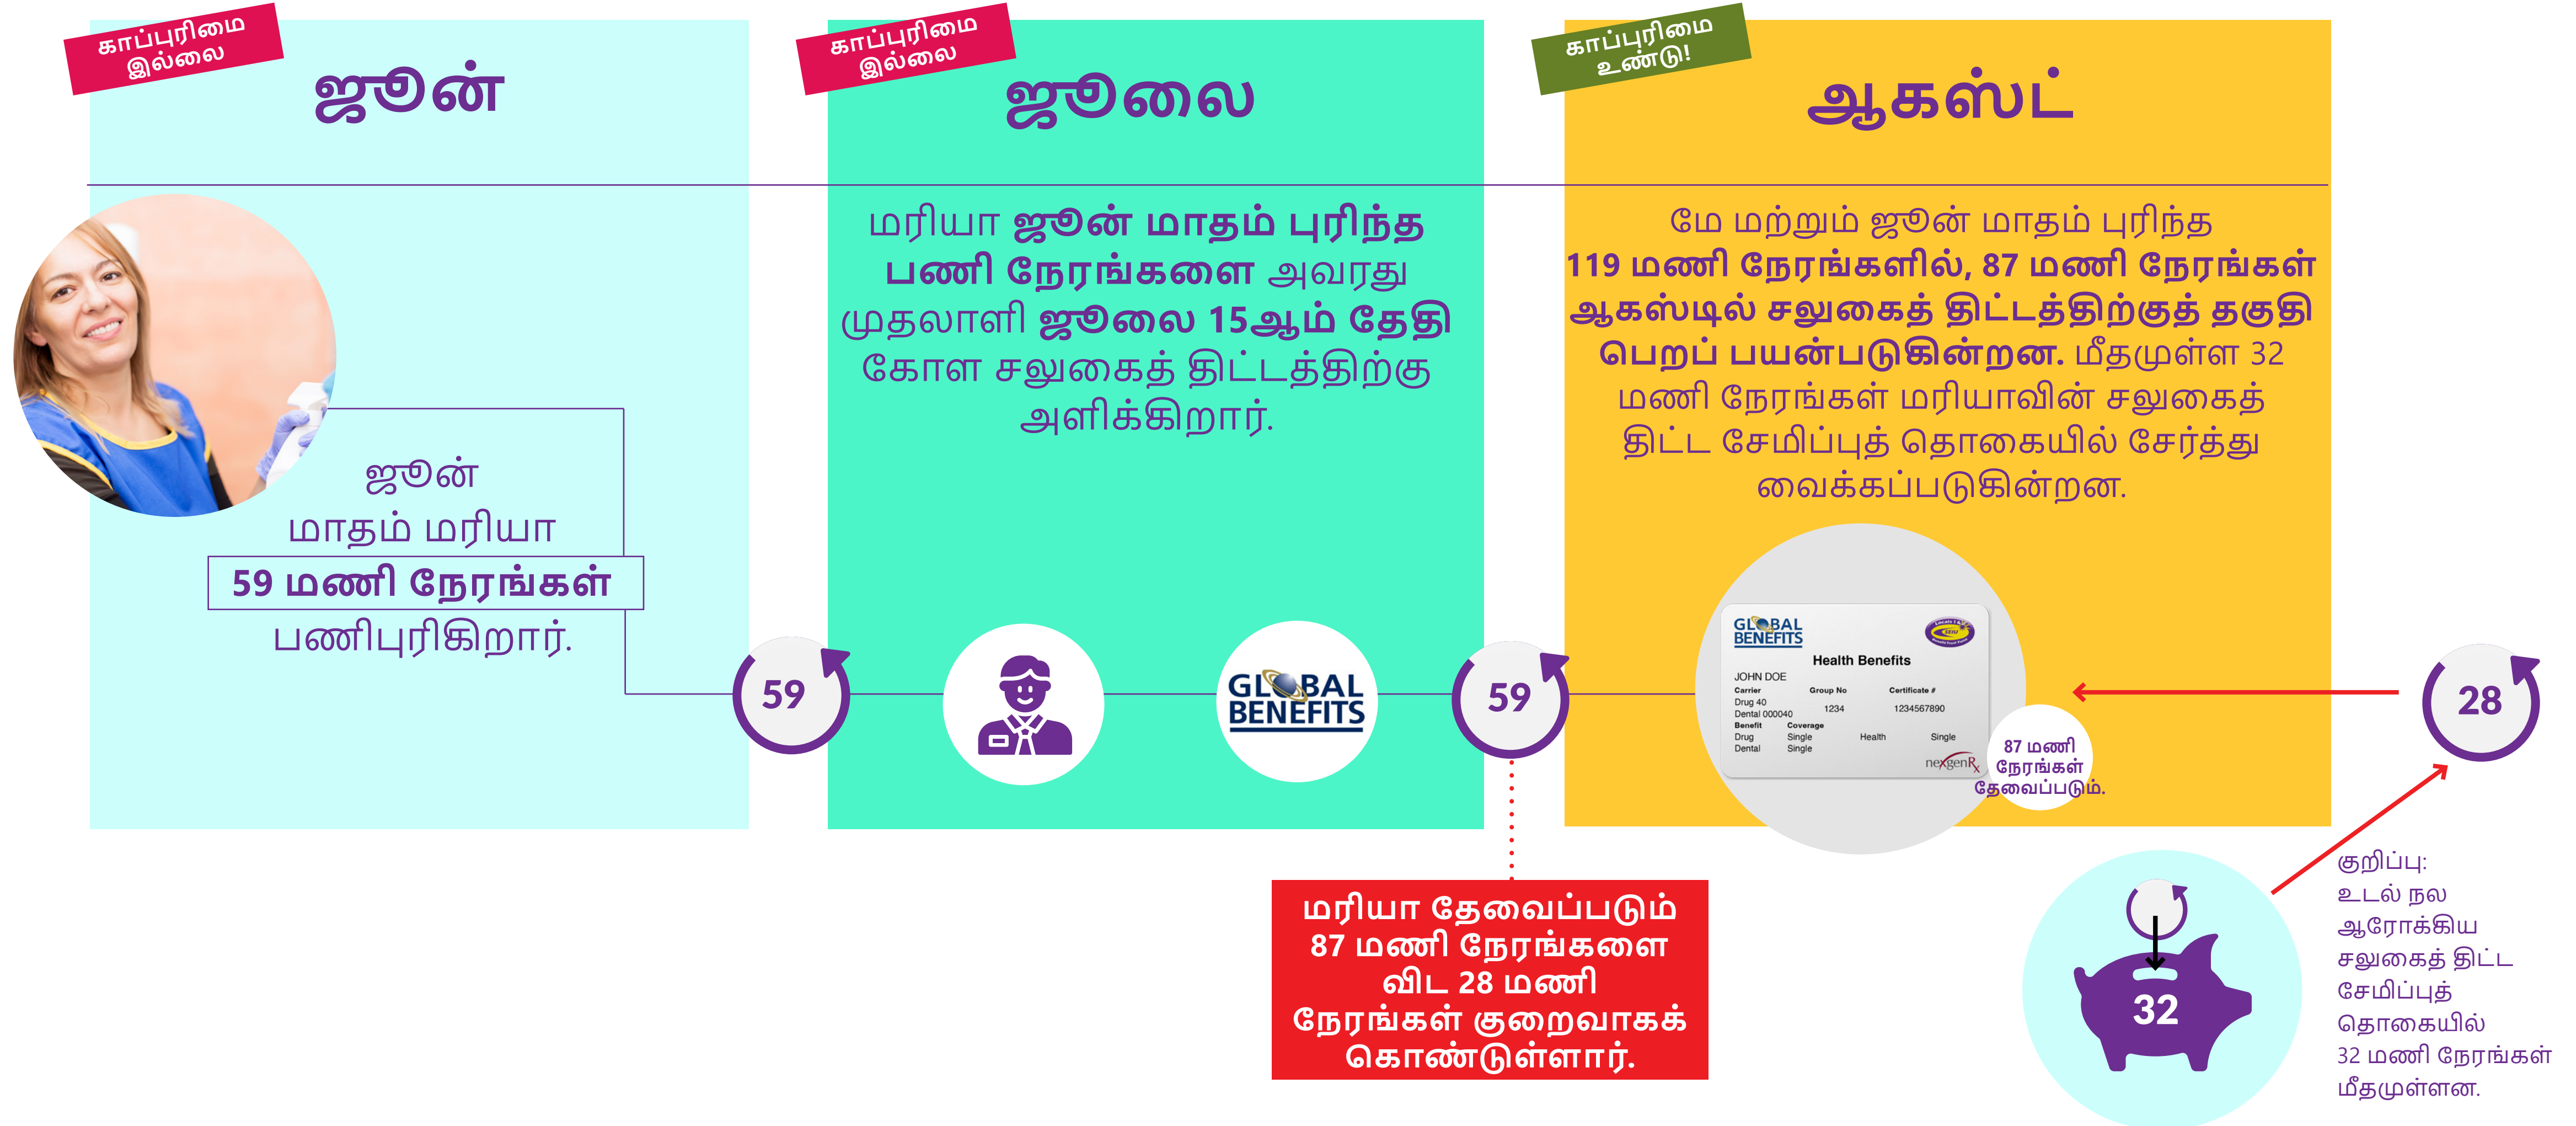 காப்புரிமை
இல்லை
ஜூன்
ஜூன்
மாதம் மரியா
59 மணி நேரங்கள்
பணிபுரிகிறார்.
59
காப்புரிமை
இல்லை
ஜூலை
மரியா ஜூன் மாதம் புரிந்த
பணி நேரங்களை அவரது
முதலாளி ஜூலை 15ஆம் தேதி
கோள சலுகைத் திட்டத்திற்கு
அளிக்கிறார்.
GLOBAL
BENEFITS
59
மரியா தேவைப்படும்
87 மணி நேரங்களை
விட 28 மணி
நேரங்கள் குறைவாகக்
கொண்டுள்ளார்.
காப்புரிமை
உண்டு!
ஆகஸ்ட்
மே மற்றும் ஜூன் மாதம் புரிந்த
119 மணி நேரங்களில், 87 மணி நேரங்கள்
ஆகஸ்டில் சலுகைத் திட்டத்திற்குத் தகுதி
பெறப் பயன்படுகின்றன. மீதமுள்ள 32
மணி நேரங்கள் மரியாவின் சலுகைத்
திட்ட சேமிப்புத் தொகையில் சேர்த்து
வைக்கப்படுகின்றன.
GLOBAL
BENEFITS
SEIU
Health Benefits
JOHN DOE
Carrier Group No Certificate #
Drug 40
Dental 000040 1234 1234567890
Benefit Coverage
Drug Single Health Single
Dental Single
nexgenRx
87 மணி
நேரங்கள்
தேவைப்படும்.
28
32
குறிப்பு:
உடல் நல
ஆரோக்கிய
சலுகைத் திட்ட
சேமிப்புத்
தொகையில்
32 மணி நேரங்கள்
மீதமுள்ளன.